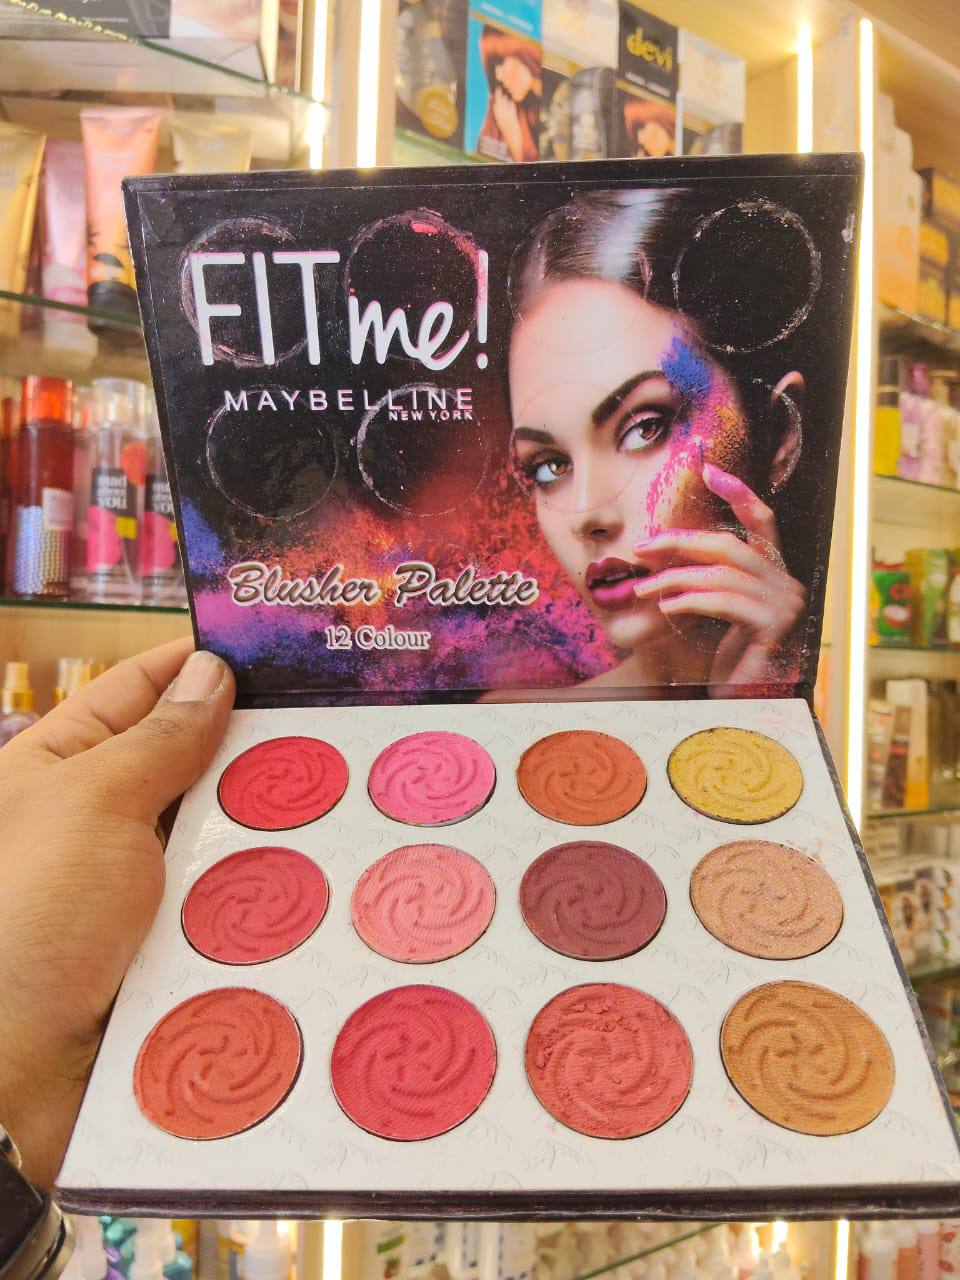 devi
FIT me!
MAYBELLINE
NEW YORK
Blusher Palette
12 Colour